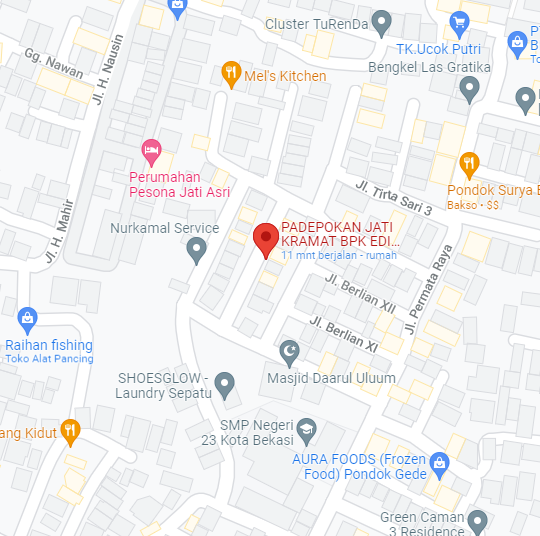 Cluster TuRenDa
TK.Ucok Putri
Bengkel Las Gratika
Gg. Nawan
Jl. H. Nausin
Mel's Kitchen
Perumahan
Pesona Jati Asri
Jl. Tirta Sari 3
Pondok Surya B
Bakso • $$
Jl. H. Mahir
Nurkamal Service
PADEPOKAN JATI
KRAMAT BPK EDI...
11 mnt berjalan - rumah
Jl. Berlian XII
Jl. Permata Raya
Jl. Berlian XI
Raihan fishing
Toko Alat Pancing
Masjid Daarul Uluum
SHOESGLOW -
Laundry Sepatu
SMP Negeri
23 Kota Bekasi
ang Kidut
AURA FOODS (Frozen
Food) Pondok Gede
Green Caman
3 Residence